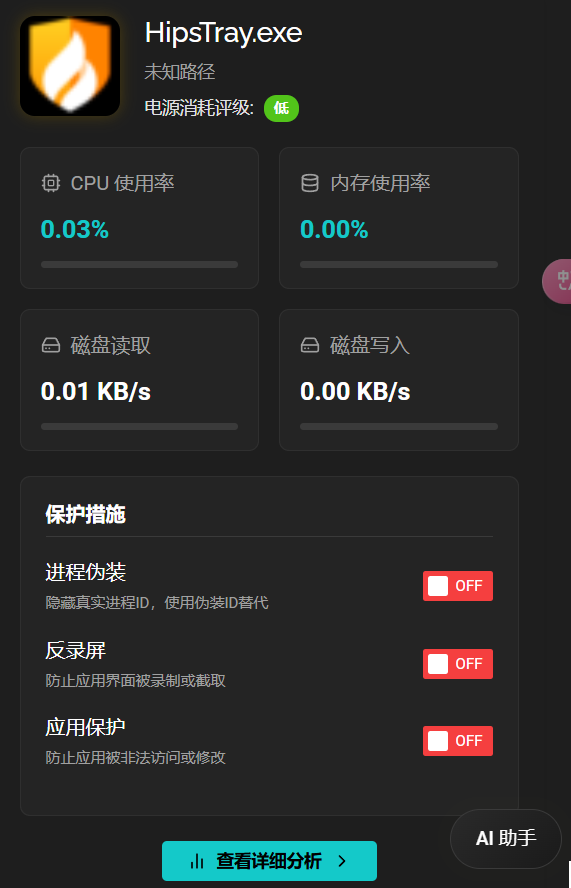 HipsTray.exe
未知路径
电源消耗评级: 低
CPU 使用率
0.03%
内存使用率
0.00%
磁盘读取
0.01 KB/s
磁盘写入
0.00 KB/s
保护措施
进程伪装
隐藏真实进程ID，使用伪装ID替代
OFF
反录屏
防止应用界面被录制或截取
OFF
应用保护
防止应用被非法访问或修改
OFF
查看详细分析
AI 助手